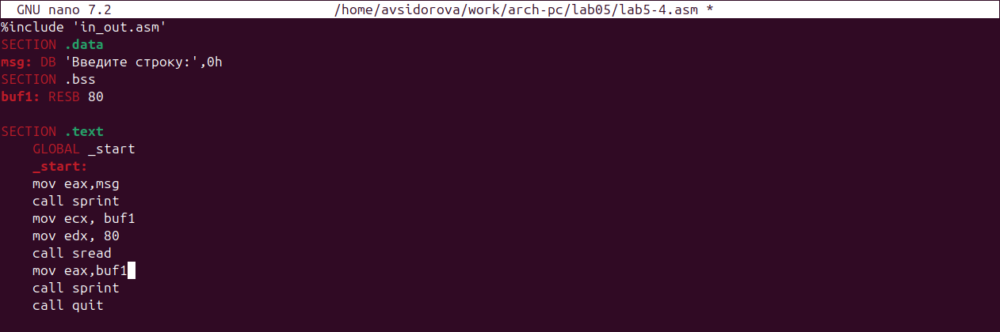 GNU nano 7.2 /home/avsidorova/work/arch-pc/lab05/lab5-4.asm *
%include 'in_out.asm'
SECTION .data
msg: DB 'Введите строку:',0h
SECTION .bss
buf1: RESB 80
SECTION .text
GLOBAL _start
_start:
mov eax,msg
call sprint
mov ecx, buf1
mov edx, 80
call sread
mov eax,buf1
call sprint
call quit